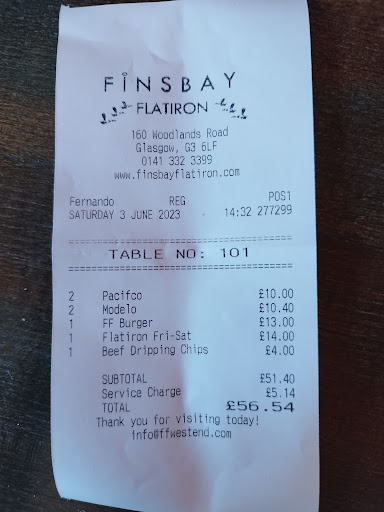 FINSBAY
FLATIRON
160 Woodlands Road
Glasgow, G3 6LF
0141 332 3399
www.finsbayflatiron.com
Fernando REG POS1
SATURDAY 3 JUNE 2023 . 14:32 277299
TABLE NO: 101
2 Pacifco £10.00
2 Modelo £10.40
1 FF Burger £13.00
1 Flatiron Fri-Sat £14.00
1 Beef Dripping Chips £4.00
SUBTOTAL £51.40
Service Charge £5.14
TOTAL £56.54
Thank you for visiting today!
info@ffwestend.com